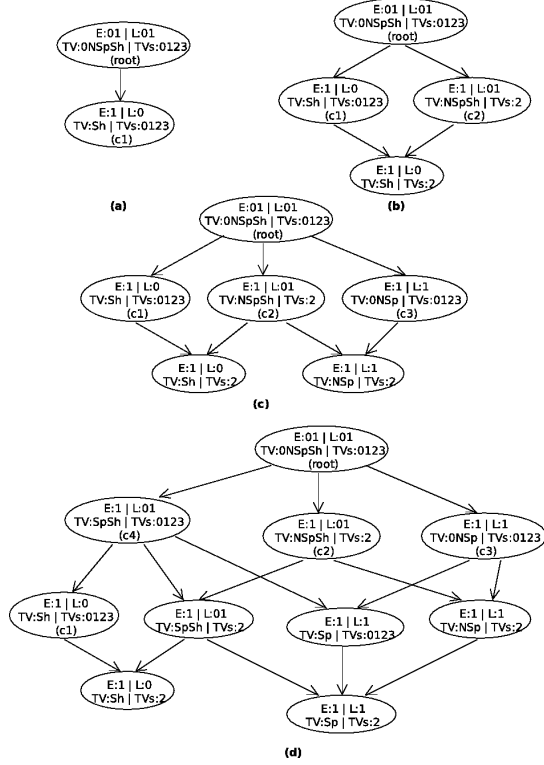 E:01 | L:01
TV:0NSpSh | TVs:0123
(root)
E:1 | L:0
TV:Sh | TVs:0123
(c1)
(a)
E:01 | L:01
TV:0NSpSh | TVs:0123
(root)
E:1 | L:0
TV:Sh | TVs:0123
(c1)
E:1 | L:01
TV:NSpSh | TVs:2
(c2)
E:1 | L:0
TV:Sh | TVs:2
(b)
E:01 | L:01
TV:0NSpSh | TVs:0123
(root)
E:1 | L:0
TV:Sh | TVs:0123
(c1)
E:1 | L:01
TV:NSpSh | TVs:2
(c2)
E:1 | L:1
TV:0NSp | TVs:0123
(c3)
E:1 | L:0
TV:Sh | TVs:2
E:1 | L:1
TV:NSp | TVs:2
(c)
E:01 | L:01
TV:0NSpSh | TVs:0123
(root)
E:1 | L:01
TV:SpSh | TVs:0123
(c4)
E:1 | L:01
TV:NSpSh | TVs:2
(c2)
E:1 | L:1
TV:0NSp | TVs:0123
(c3)
E:1 | L:0
TV:Sh | TVs:0123
(c1)
E:1 | L:01
TV:SpSh | TVs:2
E:1 | L:1
TV:Sp | TVs:0123
E:1 | L:1
TV:NSp | TVs:2
E:1 | L:0
TV:Sh | TVs:2
E:1 | L:1
TV:Sp | TVs:2
(d)